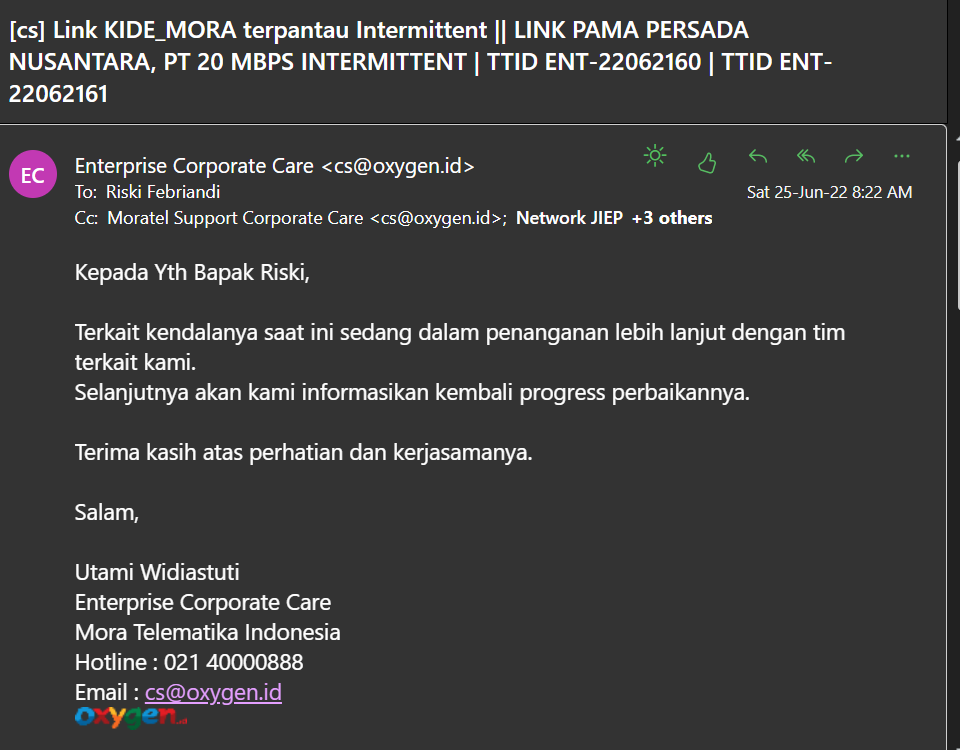 [cs] Link KIDE_MORA terpantau Intermittent || LINK PAMA PERSADA
NUSANTARA, PT 20 MBPS INTERMITTENT | TTID ENT-22062160 | TTID ENT-
22062161
EC
Enterprise Corporate Care <cs@oxygen.id>
To: Riski Febriandi
Sat 25-Jun-22 8:22 AM
Cc: Moratel Support Corporate Care <cs@oxygen.id>; Network JIEP +3 others
Kepada Yth Bapak Riski,
Terkait kendalanya saat ini sedang dalam penanganan lebih lanjut dengan tim
terkait kami.
Selanjutnya akan kami informasikan kembali progress perbaikannya.
Terima kasih atas perhatian dan kerjasamanya.
Salam,
Utami Widiastuti
Enterprise Corporate Care
Mora Telematika Indonesia
Hotline : 021 40000888
Email : cs@oxygen.id
oxygen.id